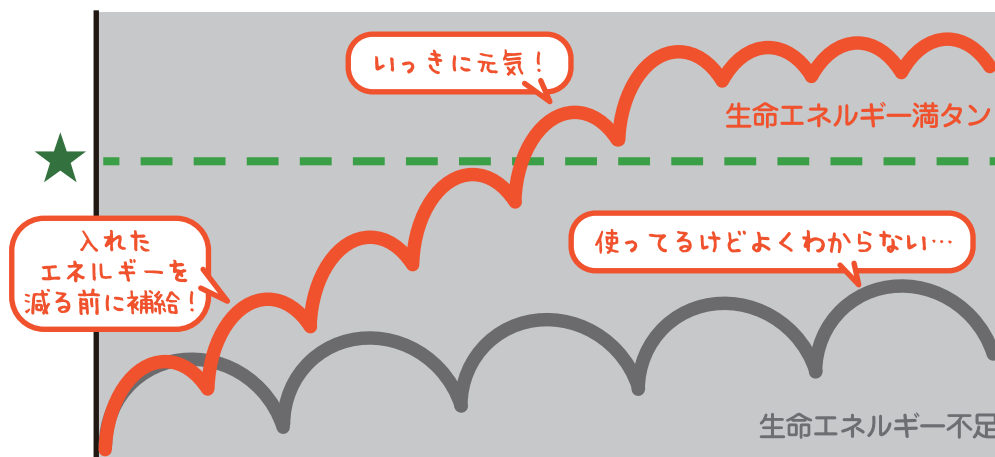 いっきに元気！
生命エネルギー満タン
入れた
エネルギーを
減る前に補給！
使ってるけどよくわからない…
生命エネルギー不足